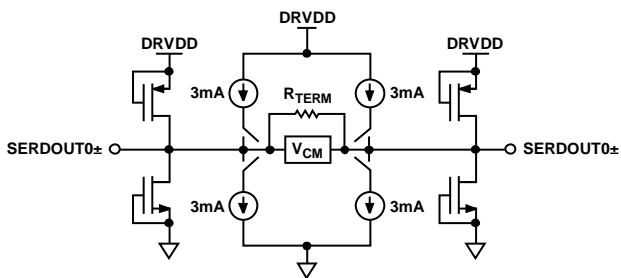 DRVDD
DRVDD
DRVDD
3mA
3mA
RTERM
SERDOUT0±
VCM
SERDOUT0±
3mA
3mA